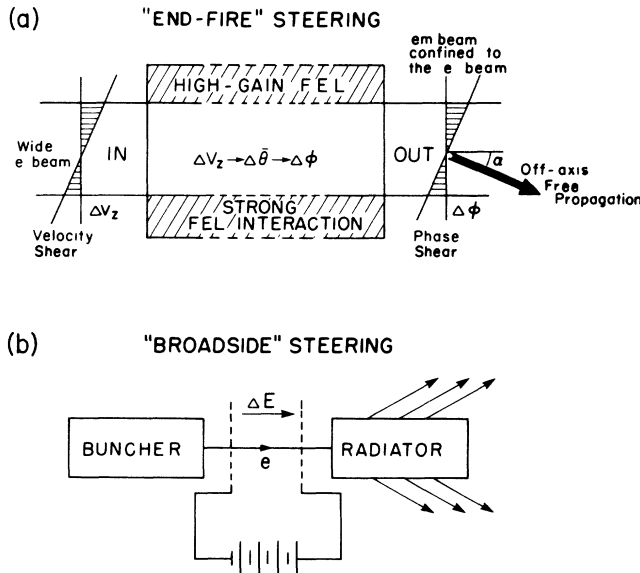 (a)
"END-FIRE" STEERING
em beam
confined to
the e beam
HIGH-GAIN FEL
Wide
e beam
IN
ΔVz→Δθ̄→Δϕ
OUT
α
Off-axis
Free
Propagation
ΔVz
STRONG
FEL INTERACTION
Δϕ
Velocity
Shear
Phase
Shear
(b)
"BROADSIDE" STEERING
ΔE
BUNCHER
e
RADIATOR